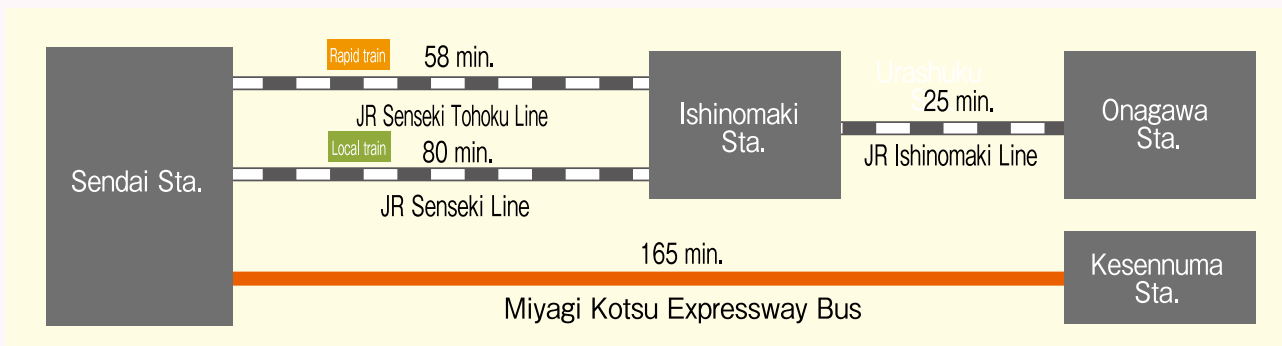 Sendai Sta.
Rapid train
58 min.
JR Senseki Tohoku Line
Local train
80 min.
JR Senseki Line
Ishinomaki
Sta.
Urashuku
25 min.
JR Ishinomaki Line
Onagawa
Sta.
165 min.
Miyagi Kotsu Expressway Bus
Kesennuma
Sta.